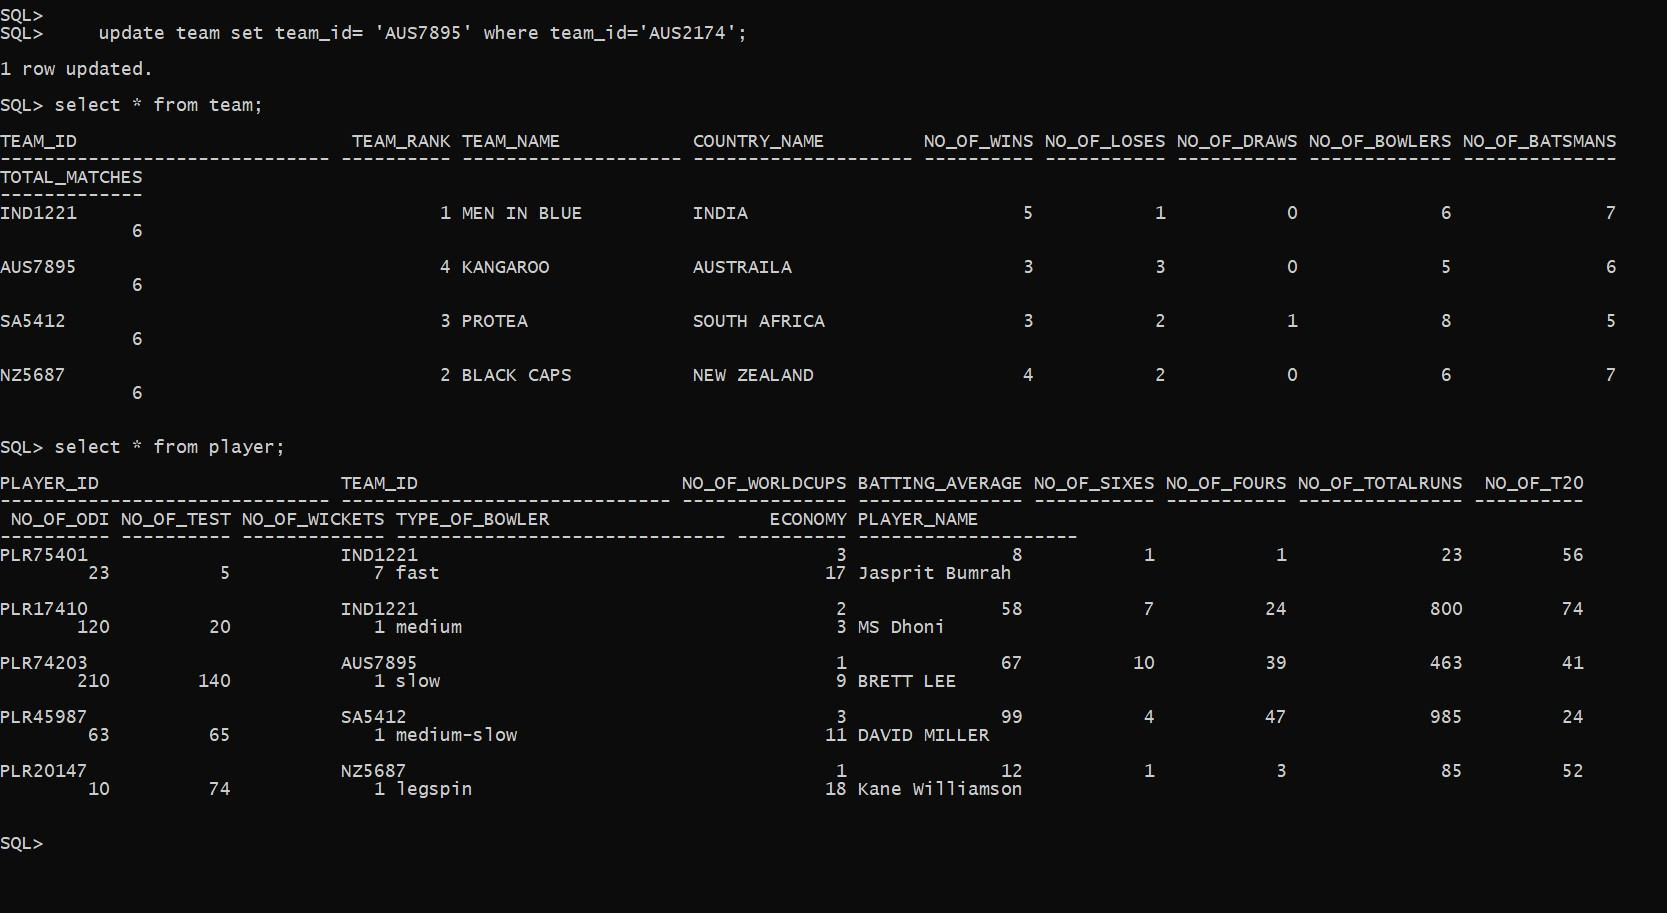 SQL>
SQL>     update team set team_id= 'AUS7895' where team_id='AUS2174';
1 row updated.
SQL> select * from team;
TEAM_ID                         TEAM_RANK TEAM_NAME            COUNTRY_NAME         NO_OF_WINS NO_OF_LOSES NO_OF_DRAWS NO_OF_BOWLERS NO_OF_BATSMANS
------------------------------ ---------- -------------------- -------------------- ---------- ----------- ----------- ------------- --------------
TOTAL_MATCHES
-------------
IND1221                                 1 MEN IN BLUE          INDIA                         5           1           0             6              7
            6
AUS7895                                 4 KANGAROO             AUSTRAILA                     3           3           0             5              6
            6
SA5412                                  3 PROTEA               SOUTH AFRICA                  3           2           1             8              5
            6
NZ5687                                  2 BLACK CAPS           NEW ZEALAND                   4           2           0             6              7
            6
SQL> select * from player;
PLAYER_ID                      TEAM_ID                        NO_OF_WORLDCUPS BATTING_AVERAGE NO_OF_SIXES NO_OF_FOURS NO_OF_TOTALRUNS  NO_OF_T20
------------------------------ ------------------------------ --------------- --------------- ----------- ----------- --------------- ----------
 NO_OF_ODI NO_OF_TEST NO_OF_WICKETS TYPE_OF_BOWLER                    ECONOMY PLAYER_NAME
---------- ---------- ------------- ------------------------------ ---------- --------------------
PLR75401                       IND1221                                      3               8           1           1              23         56
        23          5             7 fast                                   17 Jasprit Bumrah
PLR17410                       IND1221                                      2              58           7          24             800         74
       120         20             1 medium                                  3 MS Dhoni
PLR74203                       AUS7895                                      1              67          10          39             463         41
       210        140             1 slow                                    9 BRETT LEE
PLR45987                       SA5412                                       3              99           4          47             985         24
        63         65             1 medium-slow                            11 DAVID MILLER
PLR20147                       NZ5687                                       1              12           1           3              85         52
        10         74             1 legspin                                18 Kane Williamson
SQL>